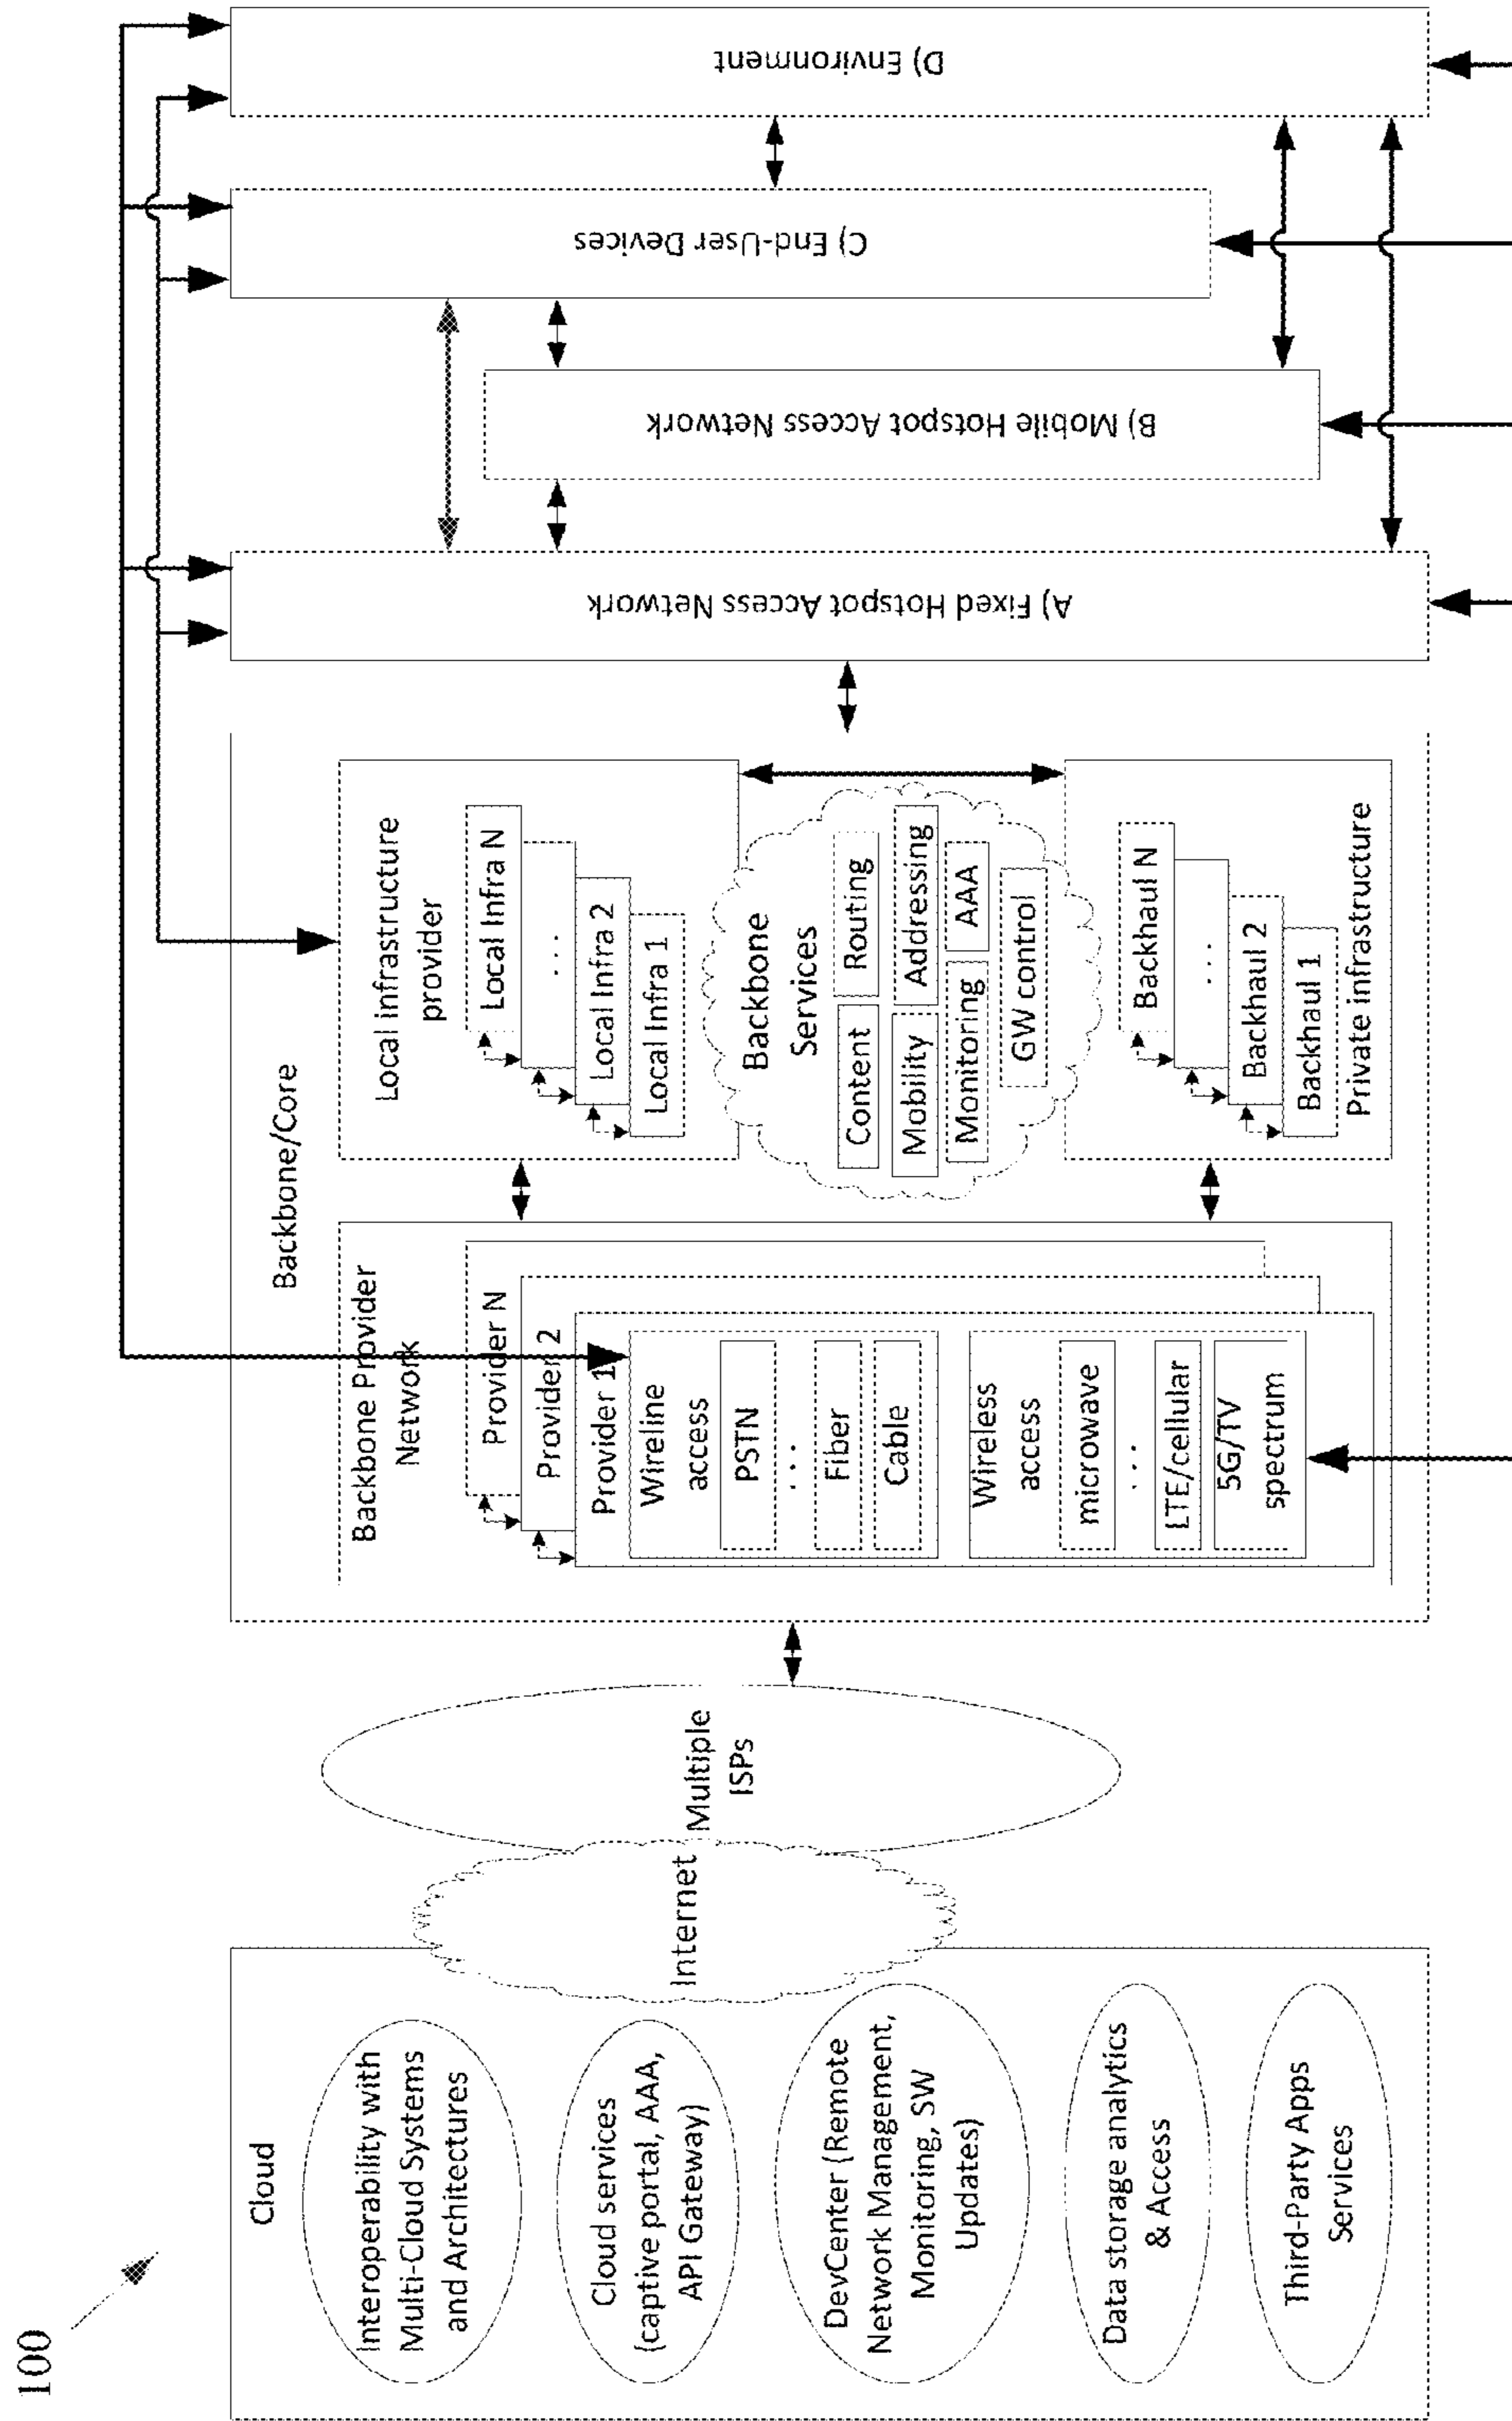 100
Cloud
Interoperability with
Multi-Cloud Systems
and Architectures
Cloud services
(captive portal, AAA,
API Gateway)
DevCenter (Remote
Network Management,
Monitoring, SW
Updates)
Data storage analytics
& Access
Third-Party Apps
Services
Internet
Multiple
ISPs
Backbone/Core
Backbone Provider
Network
Provider N
Provider 2
Provider 1
Wireline
access
PSTN
...
Fiber
Cable
Wireless
access
microwave
...
LTE/cellular
5G/TV
spectrum
Local infrastructure
provider
Local Infra N
...
Local Infra 2
Local Infra 1
Backbone
Services
Content
Routing
Mobility
Addressing
Monitoring
AAA
GW control
Backhaul N
...
Backhaul 2
Backhaul 1
Private infrastructure
A) Fixed Hotspot Access Network
B) Mobile Hotspot Access Network
C) End-User Devices
D) Environment